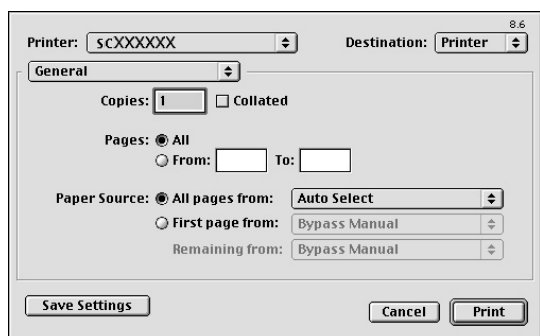 8.6
Printer: scXXXXXX Destination: Printer
General
Copies: 1 Collated
Pages: All
From: To:
Paper Source: All pages from: Auto Select
First page from: Bypass Manual
Remaining from: Bypass Manual
Save Settings Cancel Print